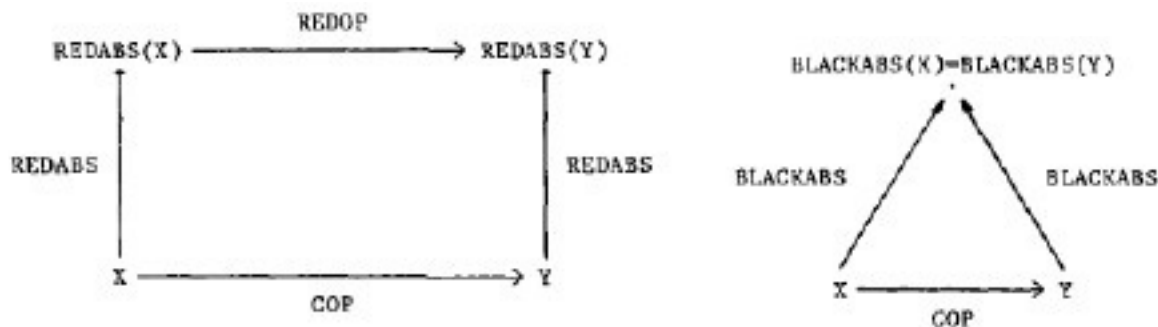 REDOP
REDABS(X) REDABS(Y)
REDABS REDABS
X Y
COP
BLACKABS(X)=BLACKABS(Y)
BLACKABS BLACKABS
X Y
COP